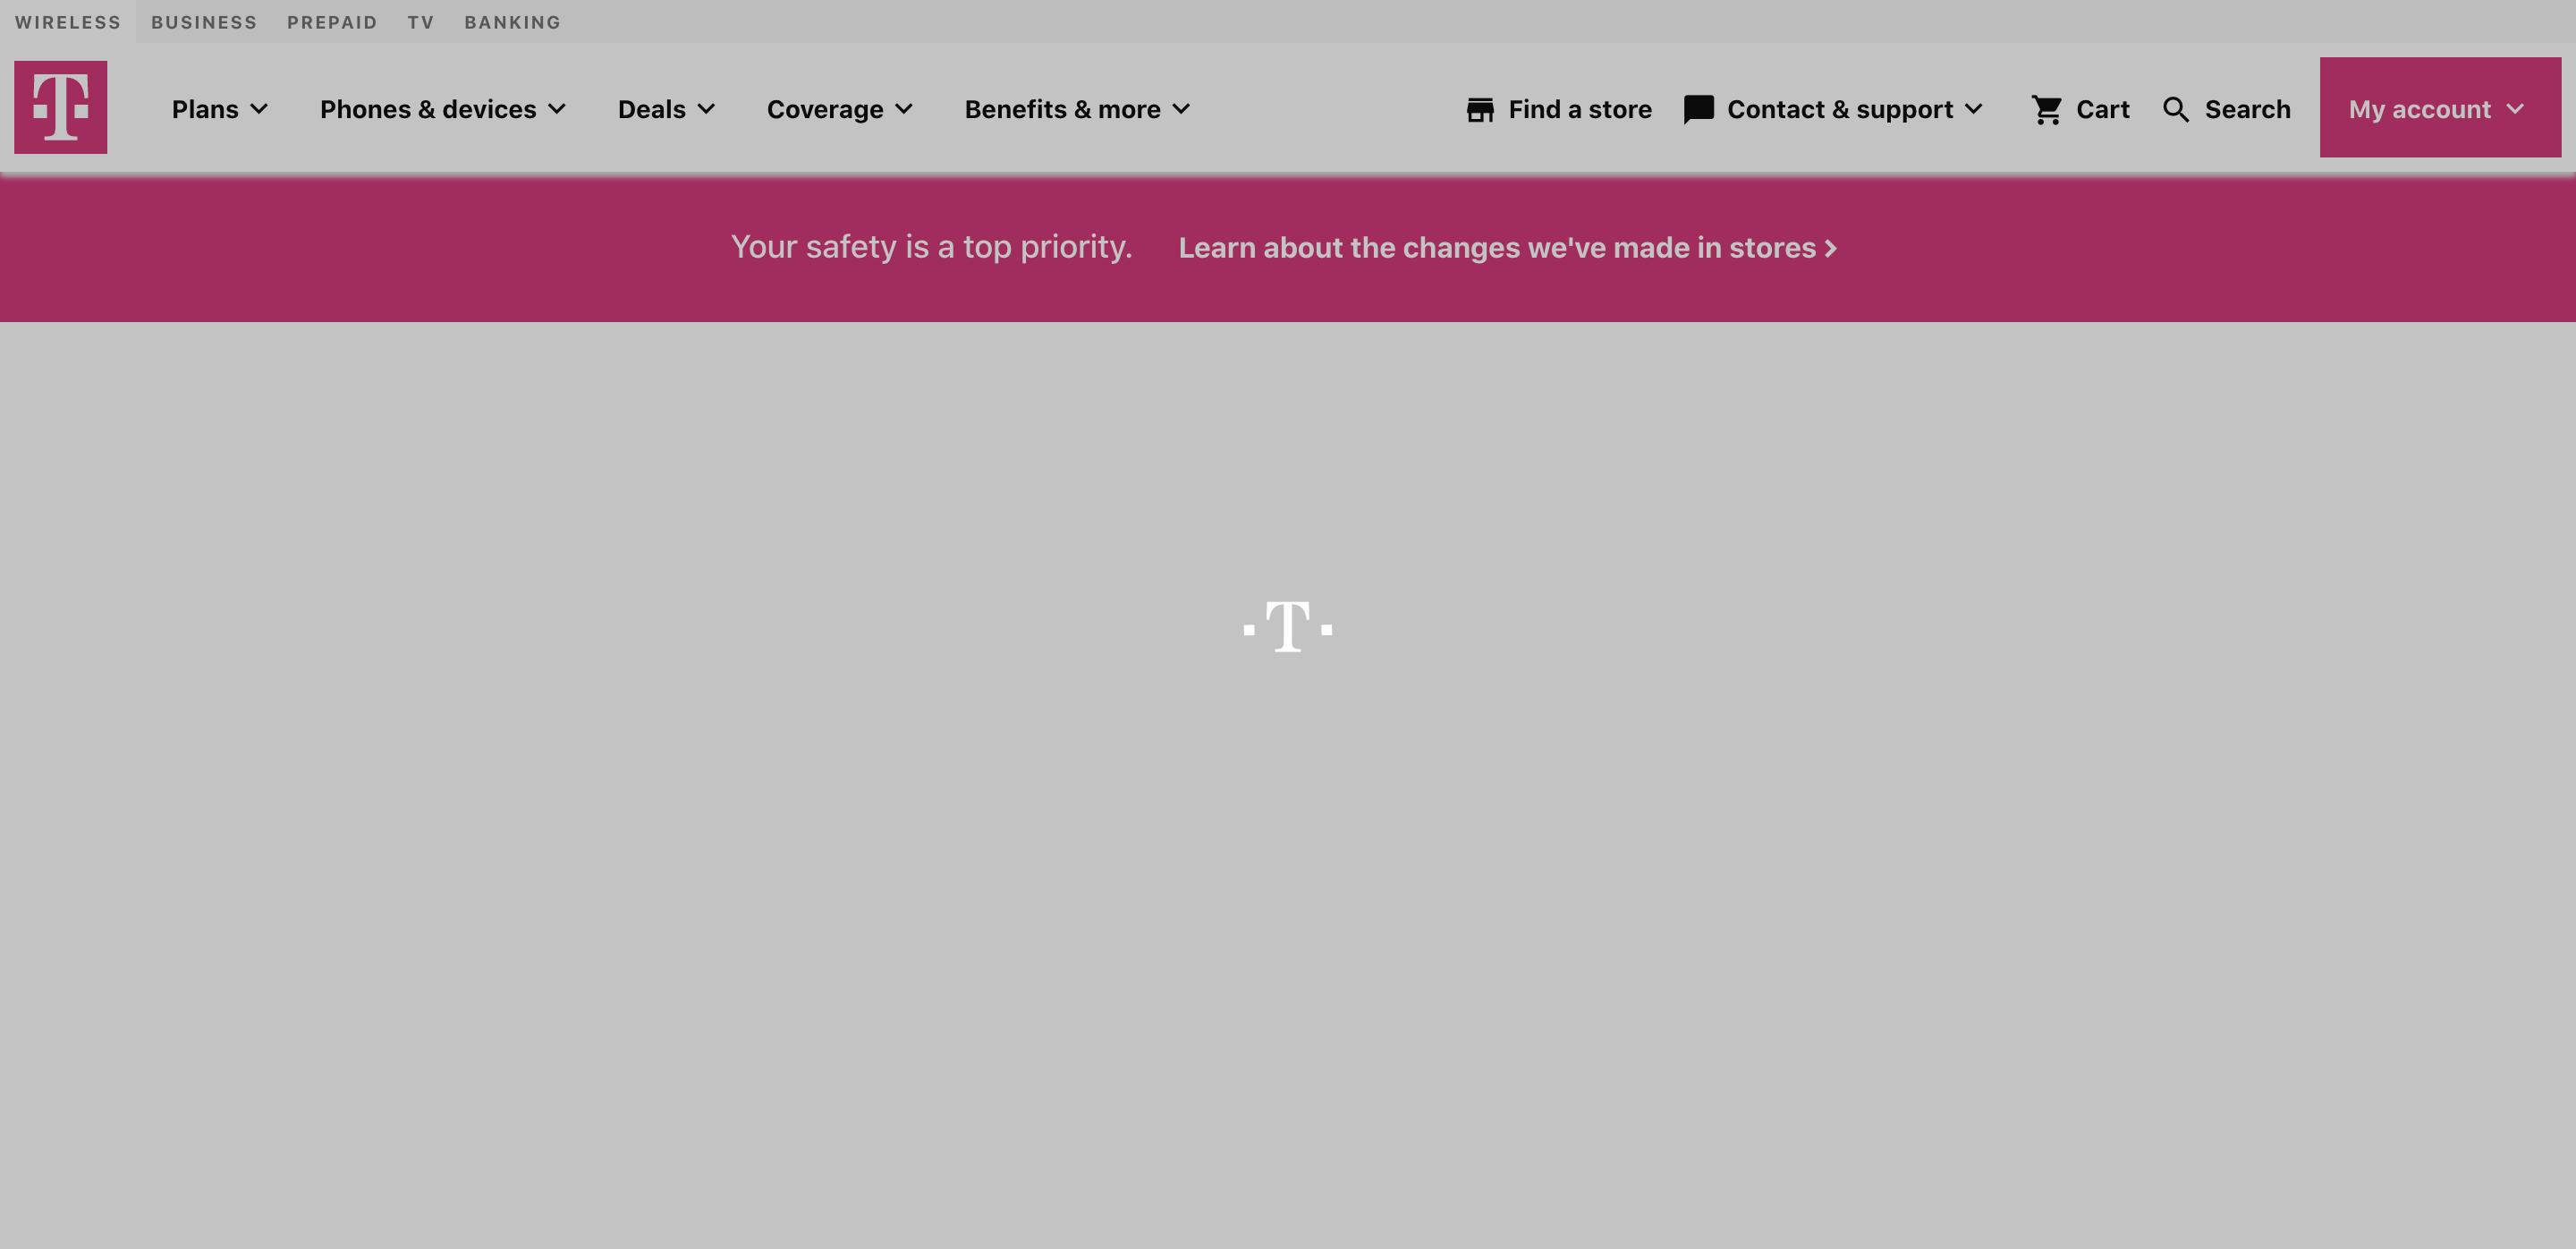 WIRELESS BUSINESS PREPAID TV BANKING
T Plans Phones & devices Deals Coverage Benefits & more Find a store Contact & support Cart Search My account
Your safety is a top priority. Learn about the changes we've made in stores >
T